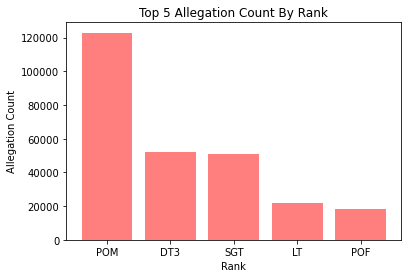 Top 5 Allegation Count By Rank
Allegation Count
120000
100000
80000
60000
40000
20000
0
POM DT3 SGT LT POF
Rank